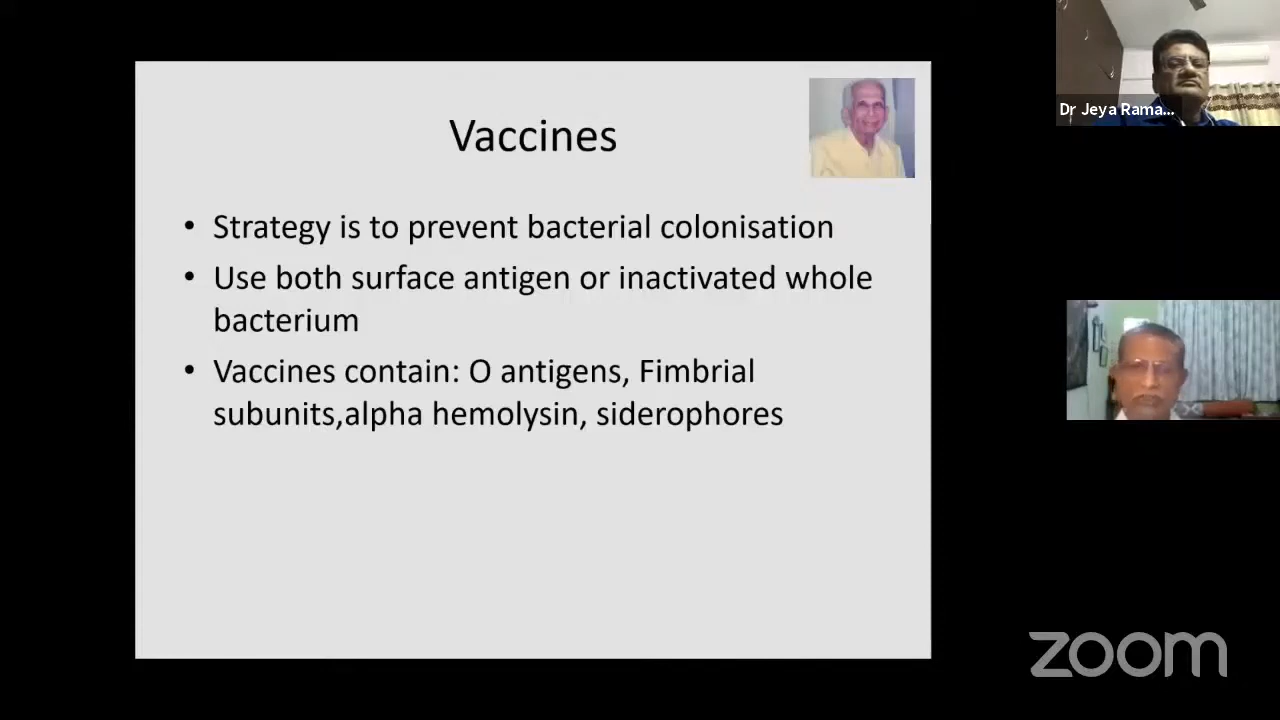 Vaccines
• Strategy is to prevent bacterial colonisation
• Use both surface antigen or inactivated whole
bacterium
• Vaccines contain: O antigens, Fimbrial
subunits,alpha hemolysin, siderophores
Dr Jeya Rama...
zoom